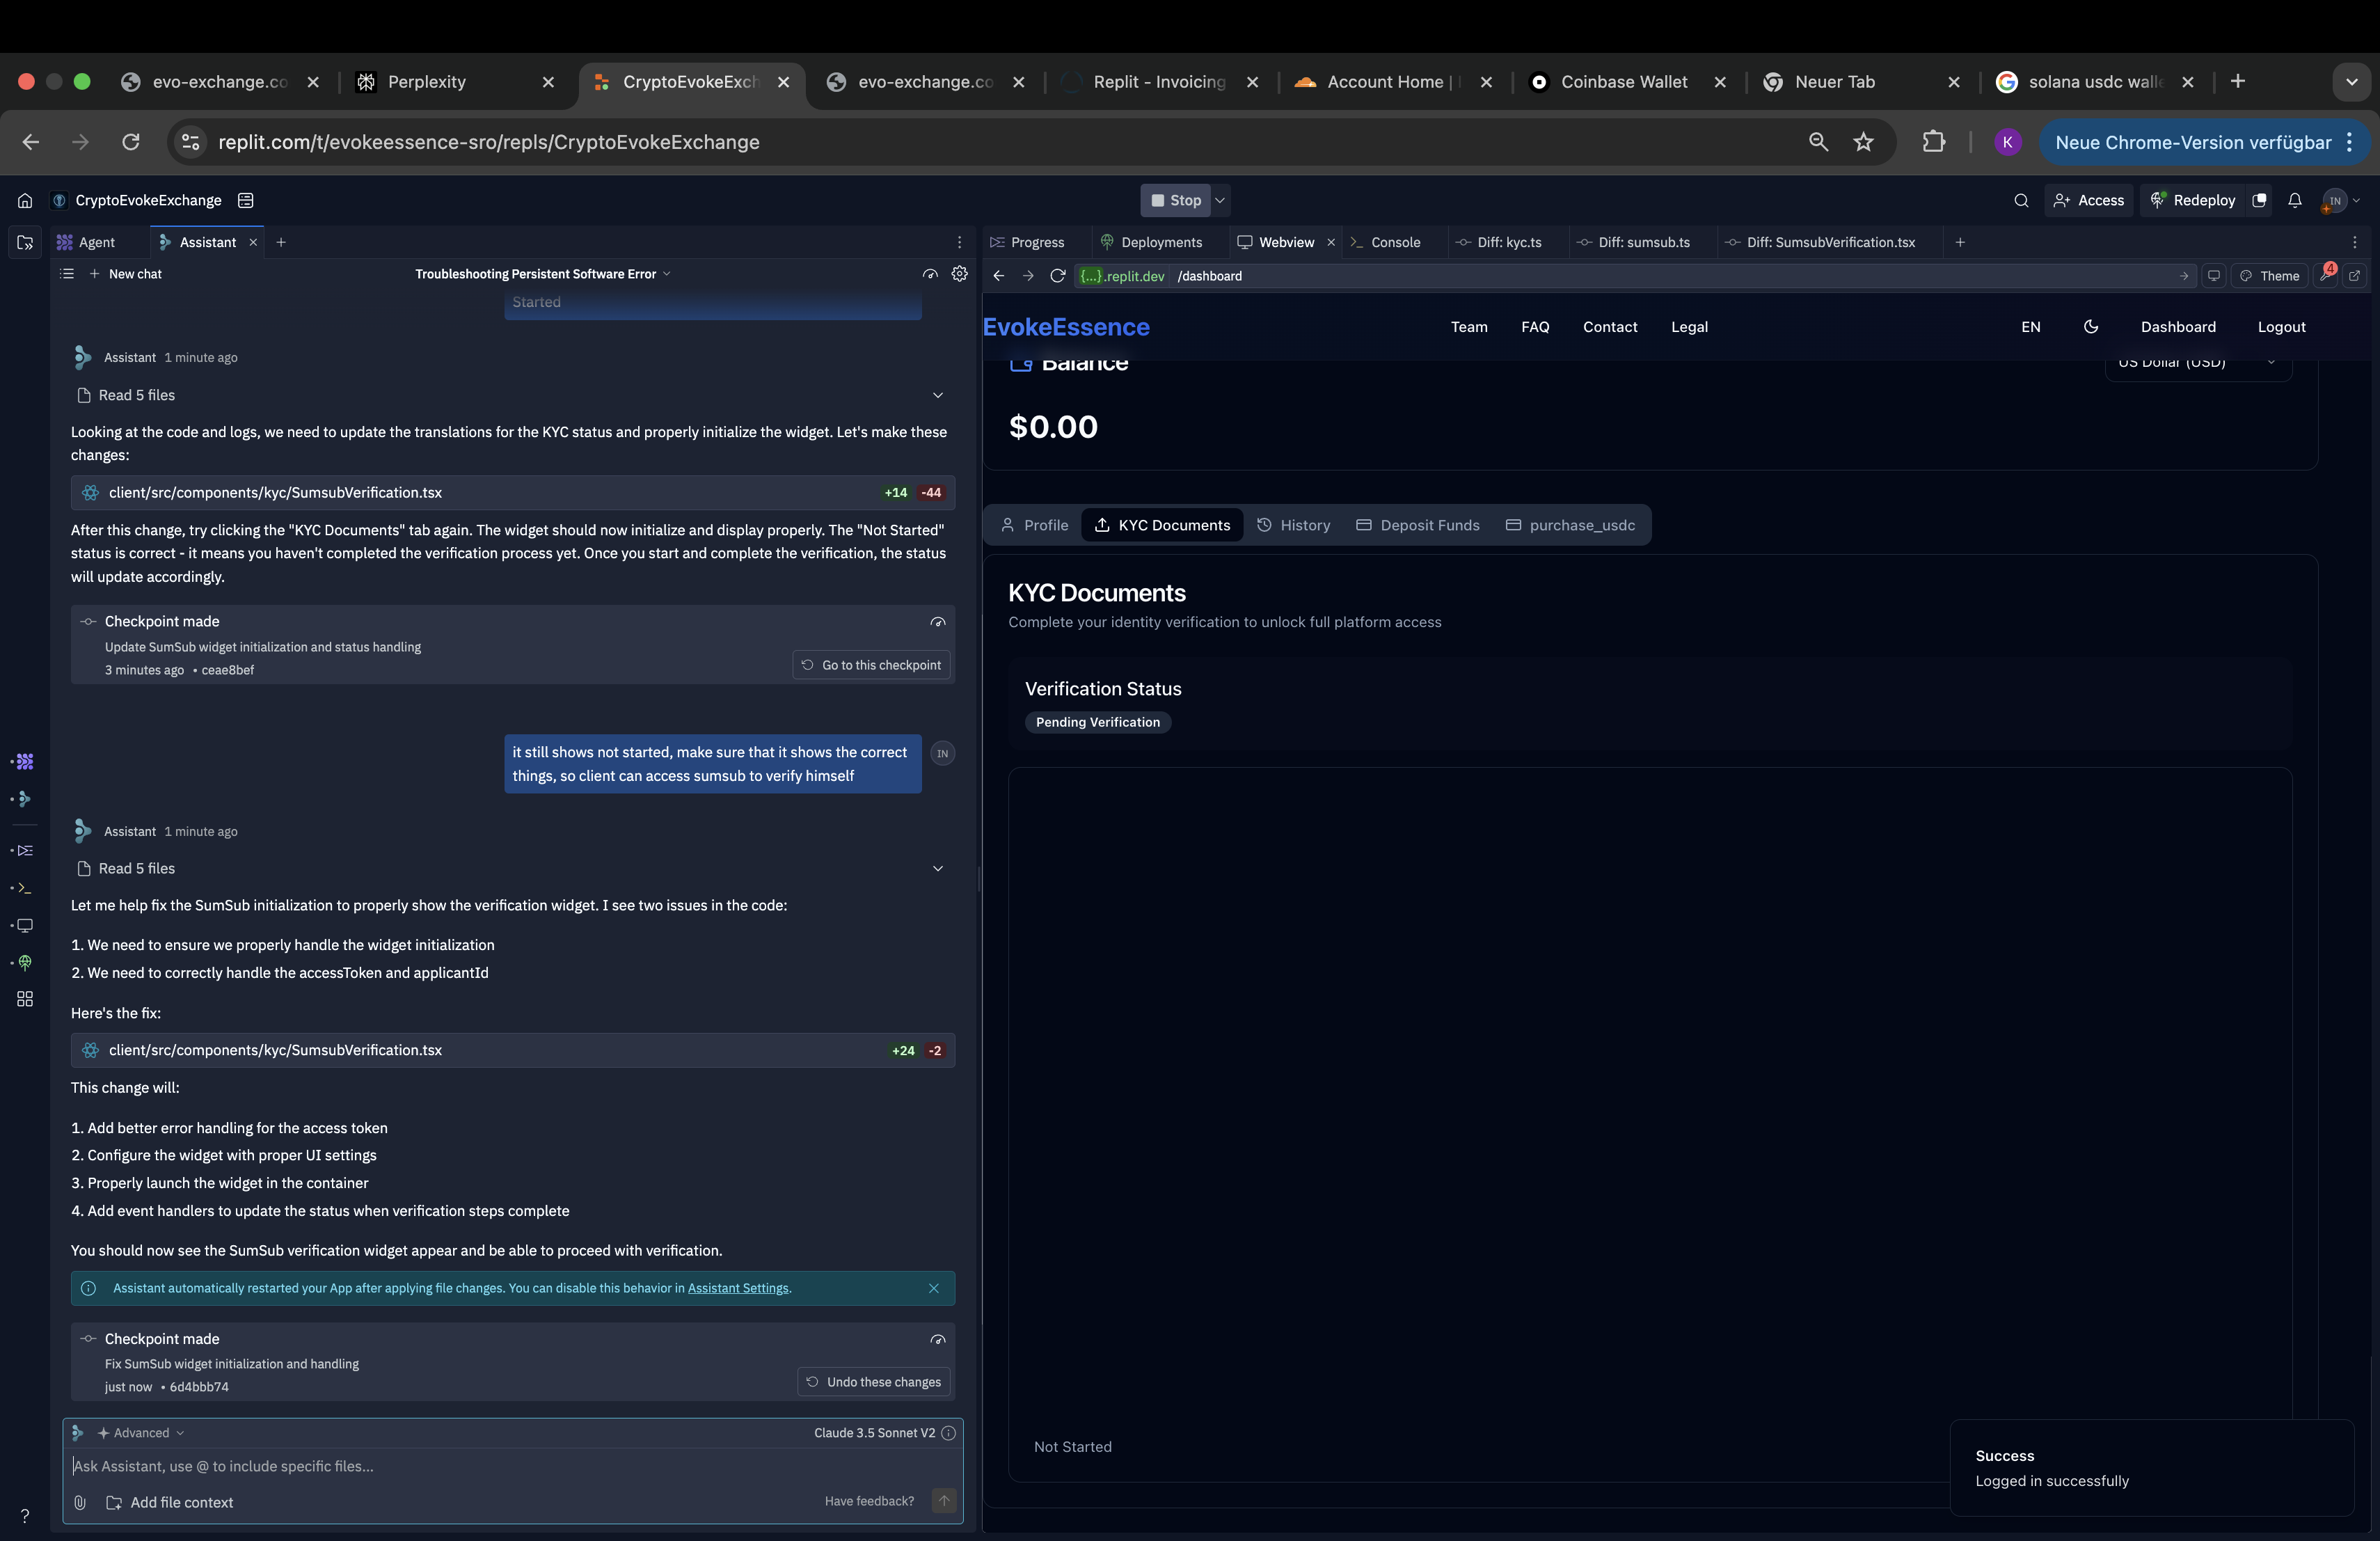 evo-exchange.co
Perplexity
CryptoEvokeExch
evo-exchange.co
Replit - Invoicing
Account Home |
Coinbase Wallet
Neuer Tab
solana usdc walle
replit.com/t/evokeessence-sro/repls/CryptoEvokeExchange
K
Neue Chrome-Version verfügbar
CryptoEvokeExchange
Stop
Access
Redeploy
IN
Agent
Assistant
New chat
Troubleshooting Persistent Software Error
Started
Assistant 1 minute ago
Read 5 files
Looking at the code and logs, we need to update the translations for the KYC status and properly initialize the widget. Let's make these
changes:
client/src/components/kyc/SumsubVerification.tsx +14 -44
After this change, try clicking the "KYC Documents" tab again. The widget should now initialize and display properly. The "Not Started"
status is correct - it means you haven't completed the verification process yet. Once you start and complete the verification, the status
will update accordingly.
Checkpoint made
Update SumSub widget initialization and status handling
3 minutes ago • ceae8bef
Go to this checkpoint
it still shows not started, make sure that it shows the correct
things, so client can access sumsub to verify himself
IN
Assistant 1 minute ago
Read 5 files
Let me help fix the SumSub initialization to properly show the verification widget. I see two issues in the code:
1. We need to ensure we properly handle the widget initialization
2. We need to correctly handle the accessToken and applicantId
Here's the fix:
client/src/components/kyc/SumsubVerification.tsx +24 -2
This change will:
1. Add better error handling for the access token
2. Configure the widget with proper UI settings
3. Properly launch the widget in the container
4. Add event handlers to update the status when verification steps complete
You should now see the SumSub verification widget appear and be able to proceed with verification.
Assistant automatically restarted your App after applying file changes. You can disable this behavior in Assistant Settings.
Checkpoint made
Fix SumSub widget initialization and handling
just now • 6d4bbb74
Undo these changes
Advanced
Claude 3.5 Sonnet V2
Ask Assistant, use @ to include specific files...
Add file context
Have feedback?
?
Progress
Deployments
Webview
Console
Diff: kyc.ts
Diff: sumsub.ts
Diff: SumsubVerification.tsx
{...}.replit.dev /dashboard
Theme
4
EvokeEssence
Team
FAQ
Contact
Legal
EN
Dashboard
Logout
Balance
US Dollar (USD)
$0.00
Profile
KYC Documents
History
Deposit Funds
purchase_usdc
KYC Documents
Complete your identity verification to unlock full platform access
Verification Status
Pending Verification
Not Started
Success
Logged in successfully